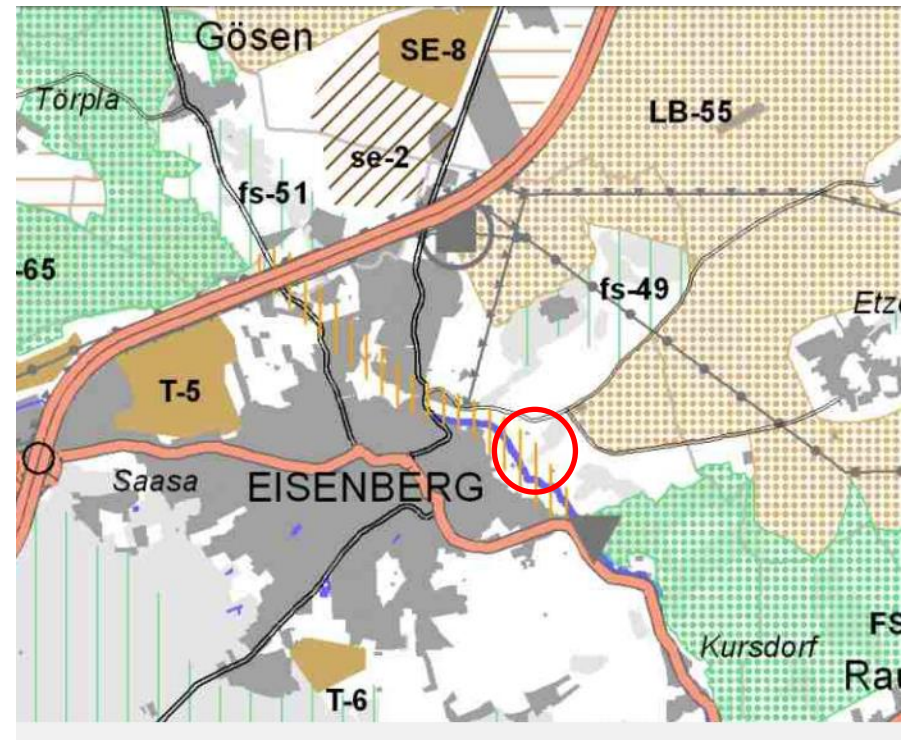 Gösen
SE-8
Törpla
LB-55
se-2
fs-51
-65
fs-49
Etze
T-5
Saasa
EISENBERG
Kursdorf
FS
Rau
T-6